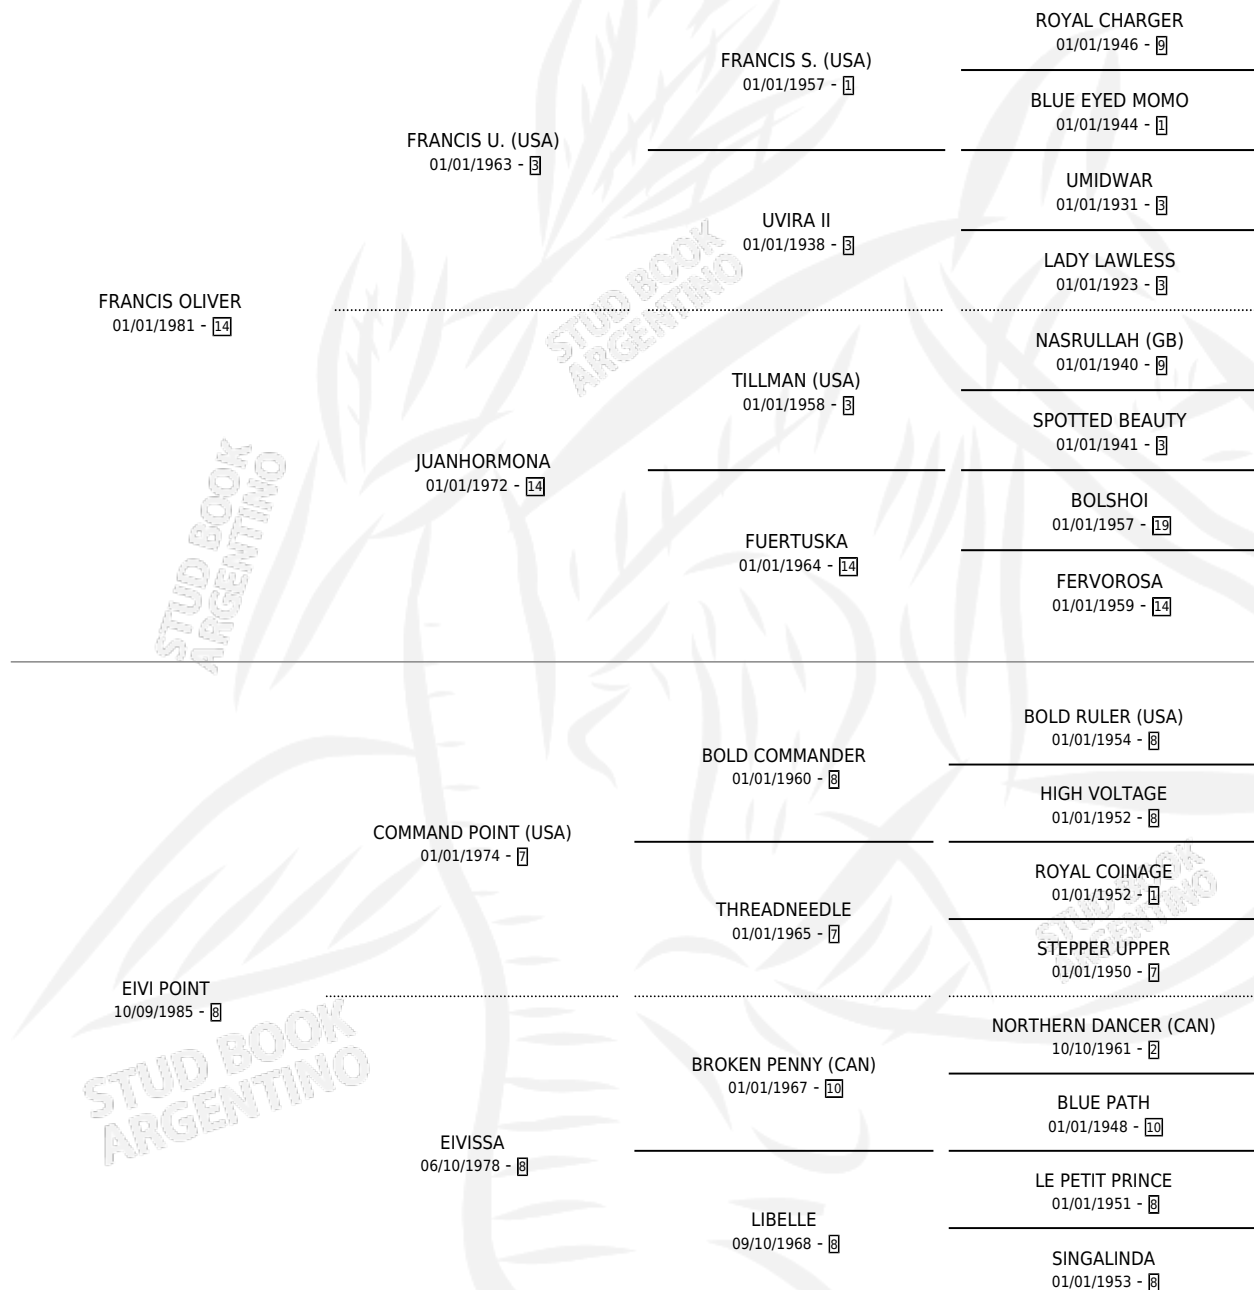 ROYAL CHARGER
01/01/1946 - 9
FRANCIS S. (USA)
01/01/1957 - 1
BLUE EYED MOMO
01/01/1944 - 1
FRANCIS U. (USA)
01/01/1963 - 3
UMIDWAR
01/01/1931 - 3
UVIRA II
01/01/1938 - 3
LADY LAWLESS
01/01/1923 - 3
FRANCIS OLIVER
01/01/1981 - 14
NASRULLAH (GB)
01/01/1940 - 9
TILLMAN (USA)
01/01/1958 - 3
SPOTTED BEAUTY
01/01/1941 - 3
JUANHORMONA
01/01/1972 - 14
BOLSHOI
01/01/1957 - 19
FUERTUSKA
01/01/1964 - 14
FERVOROSA
01/01/1959 - 14
BOLD RULER (USA)
01/01/1954 - 8
BOLD COMMANDER
01/01/1960 - 8
HIGH VOLTAGE
01/01/1952 - 8
COMMAND POINT (USA)
01/01/1974 - 7
ROYAL COINAGE
01/01/1952 - 1
THREADNEEDLE
01/01/1965 - 7
STEPPER UPPER
01/01/1950 - 7
EIVI POINT
10/09/1985 - 8
NORTHERN DANCER (CAN)
10/10/1961 - 2
BROKEN PENNY (CAN)
01/01/1967 - 10
BLUE PATH
01/01/1948 - 10
EIVISSA
06/10/1978 - 8
LE PETIT PRINCE
01/01/1951 - 8
LIBELLE
09/10/1968 - 8
SINGALINDA
01/01/1953 - 8
STUD BOOK
ARGENTINO
STUD BOOK
ARGENTINO
STUD BOOK
ARGENTINO
STUD BOOK
ARGENTINO